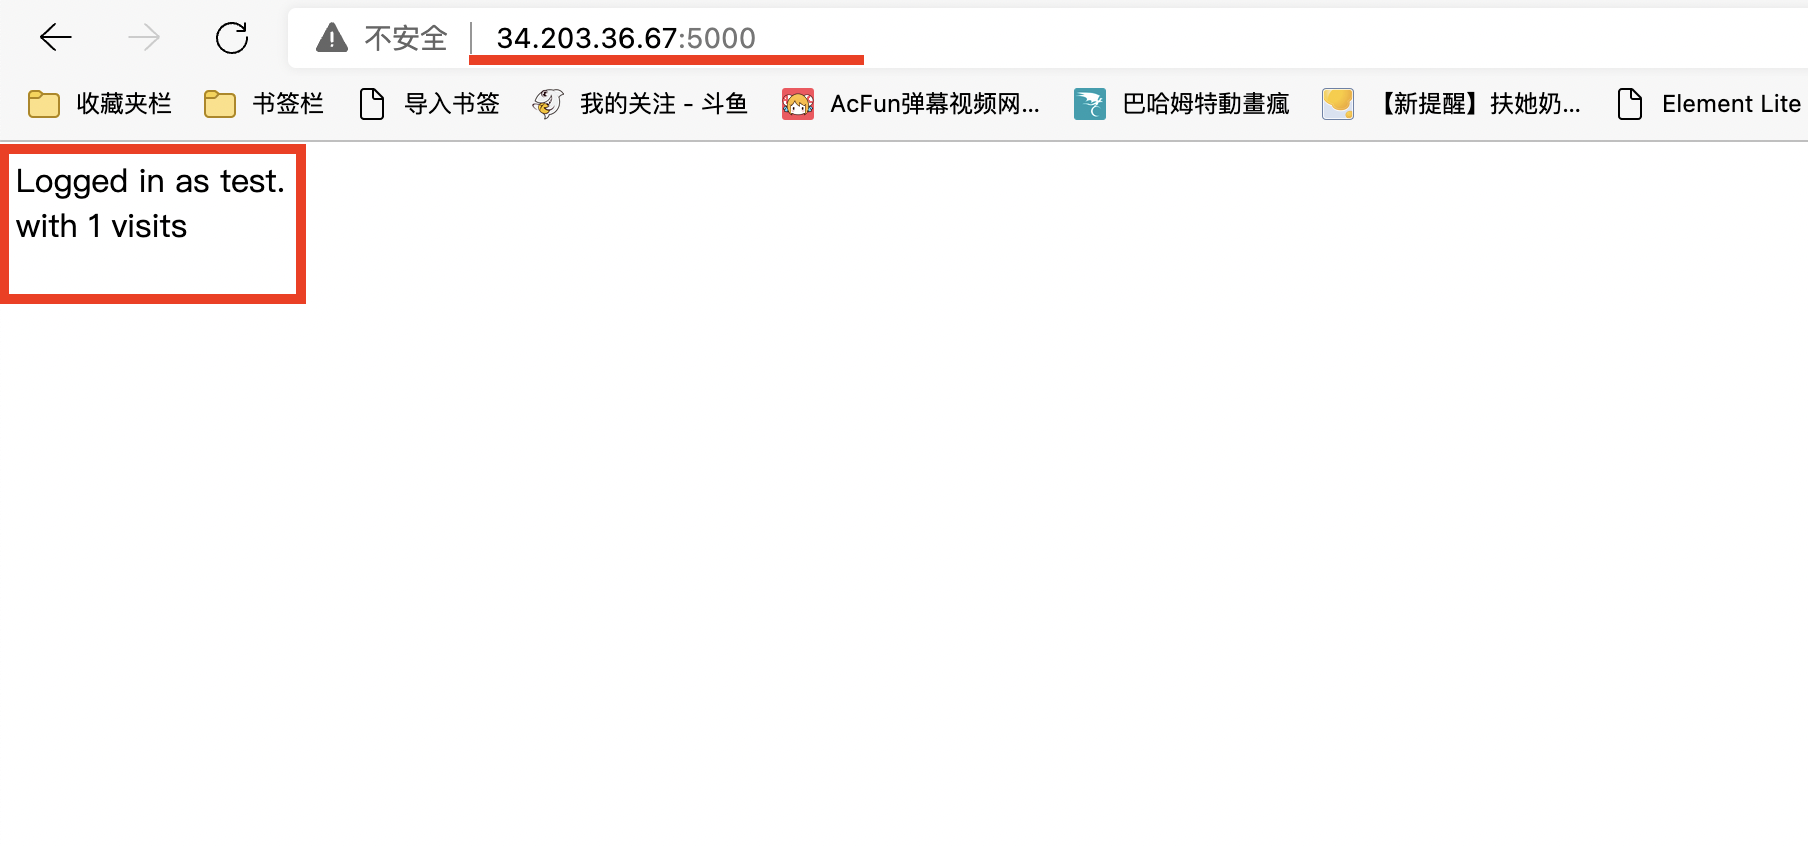 不安全 34.203.36.67:5000
收藏夹栏 书签栏 导入书签 我的关注 - 斗鱼 AcFun弹幕视频网... 巴哈姆特動畫瘋 【新提醒】扶她奶... Element Lite
Logged in as test.
with 1 visits